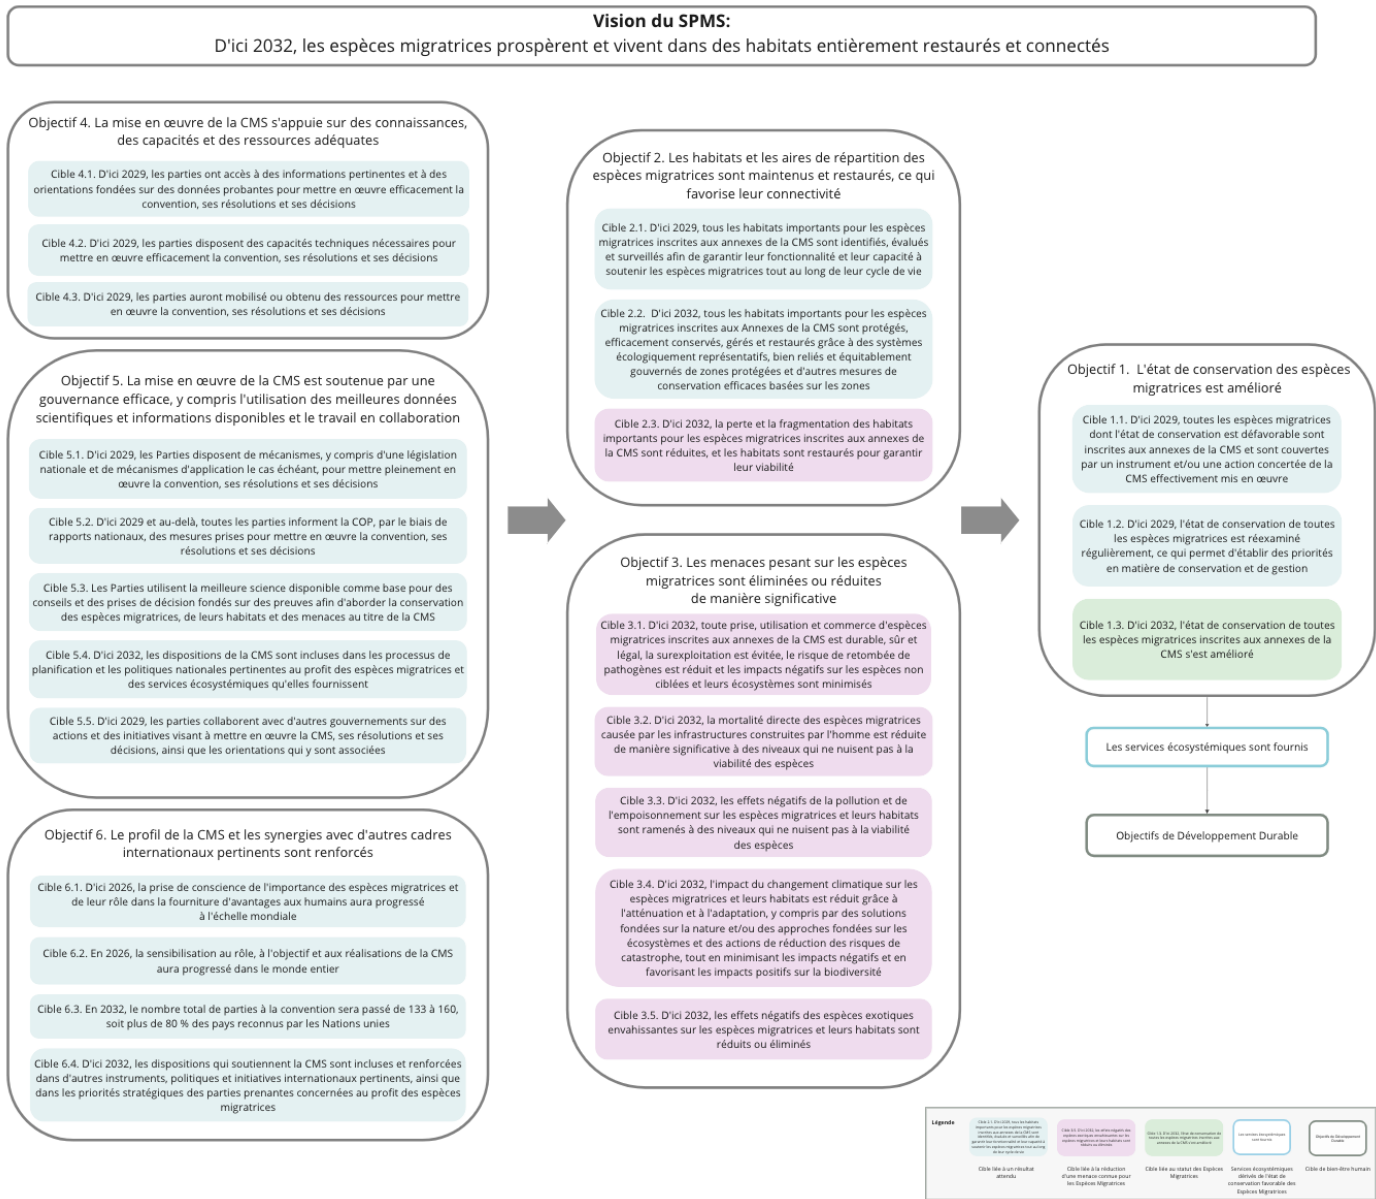 Vision du SPMS:
D'ici 2032, les espèces migratrices prospèrent et vivent dans des habitats entièrement restaurés et connectés
Objectif 4. La mise en œuvre de la CMS s'appuie sur des connaissances,
des capacités et des ressources adéquates
Cible 4.1. D'ici 2029, les parties ont accès à des informations pertinentes et à des
orientations fondées sur des données probantes pour mettre en œuvre efficacement la
convention, ses résolutions et ses décisions
Cible 4.2. D'ici 2029, les parties disposent des capacités techniques nécessaires pour
mettre en œuvre efficacement la convention, ses résolutions et ses décisions
Cible 4.3. D'ici 2029, les parties auront mobilisé ou obtenu des ressources pour mettre
en œuvre la convention, ses résolutions et ses décisions
Objectif 5. La mise en œuvre de la CMS est soutenue par une
gouvernance efficace, y compris l'utilisation des meilleures données
scientifiques et informations disponibles et le travail en collaboration
Cible 5.1. D'ici 2029, les Parties disposent de mécanismes, y compris d'une législation
nationale et de mécanismes d'application le cas échéant, pour mettre pleinement en
œuvre la convention, ses résolutions et ses décisions
Cible 5.2. D'ici 2029 et au-delà, toutes les parties informent la COP, par le biais de
rapports nationaux, des mesures prises pour mettre en œuvre la convention, ses
résolutions et ses décisions
Cible 5.3. Les Parties utilisent la meilleure science disponible comme base pour des
conseils et des prises de décision fondés sur des preuves afin d'aborder la conservation
des espèces migratrices, de leurs habitats et des menaces au titre de la CMS
Cible 5.4. D'ici 2032, les dispositions de la CMS sont incluses dans les processus de
planification et les politiques nationales pertinentes au profit des espèces migratrices et
des services écosystémiques qu'elles fournissent
Cible 5.5. D'ici 2029, les parties collaborent avec d'autres gouvernements sur des
actions et des initiatives visant à mettre en œuvre la CMS, ses résolutions et ses
décisions, ainsi que les orientations qui y sont associées
Objectif 6. Le profil de la CMS et les synergies avec d'autres cadres
internationaux pertinents sont renforcés
Cible 6.1. D'ici 2026, la prise de conscience de l'importance des espèces migratrices et
de leur rôle dans la fourniture d'avantages aux humains aura progressé
à l'échelle mondiale
Cible 6.2. En 2026, la sensibilisation au rôle, à l'objectif et aux réalisations de la CMS
aura progressé dans le monde entier
Cible 6.3. En 2032, le nombre total de parties à la convention sera passé de 133 à 160,
soit plus de 80 % des pays reconnus par les Nations unies
Cible 6.4. D'ici 2032, les dispositions qui soutiennent la CMS sont incluses et renforcées
dans d'autres instruments, politiques et initiatives internationaux pertinents, ainsi que
dans les priorités stratégiques des parties prenantes concernées au profit des espèces
migratrices
Objectif 2. Les habitats et les aires de répartition des
espèces migratrices sont maintenus et restaurés, ce qui
favorise leur connectivité
Cible 2.1. D'ici 2029, tous les habitats importants pour les espèces
migratrices inscrites aux annexes de la CMS sont identifiés, évalués
et surveillés afin de garantir leur fonctionnalité et leur capacité à
soutenir les espèces migratrices tout au long de leur cycle de vie
Cible 2.2. D'ici 2032, tous les habitats importants pour les espèces
migratrices inscrites aux Annexes de la CMS sont protégés,
efficacement conservés, gérés et restaurés grâce à des systèmes
écologiquement représentatifs, bien reliés et équitablement
gouvernés de zones protégées et d'autres mesures de
conservation efficaces basées sur les zones
Cible 2.3. D'ici 2032, la perte et la fragmentation des habitats
importants pour les espèces migratrices inscrites aux annexes de
la CMS sont réduites, et les habitats sont restaurés pour garantir
leur viabilité
Objectif 3. Les menaces pesant sur les espèces
migratrices sont éliminées ou réduites
de manière significative
Cible 3.1. D'ici 2032, toute prise, utilisation et commerce d'espèces
migratrices inscrites aux annexes de la CMS est durable, sûr et
légal, la surexploitation est évitée, le risque de retombée de
pathogènes est réduit et les impacts négatifs sur les espèces non
ciblées et leurs écosystèmes sont minimisés
Cible 3.2. D'ici 2032, la mortalité directe des espèces migratrices
causée par les infrastructures construites par l'homme est réduite
de manière significative à des niveaux qui ne nuisent pas à la
viabilité des espèces
Cible 3.3. D'ici 2032, les effets négatifs de la pollution et de
l'empoisonnement sur les espèces migratrices et leurs habitats
sont ramenés à des niveaux qui ne nuisent pas à la viabilité
des espèces
Cible 3.4. D'ici 2032, l'impact du changement climatique sur les
espèces migratrices et leurs habitats est réduit grâce à
l'atténuation et à l'adaptation, y compris par des solutions
fondées sur la nature et/ou des approches fondées sur les
écosystèmes et des actions de réduction des risques de
catastrophe, tout en minimisant les impacts négatifs et en
favorisant les impacts positifs sur la biodiversité
Cible 3.5. D'ici 2032, les effets négatifs des espèces exotiques
envahissantes sur les espèces migratrices et leurs habitats sont
réduits ou éliminés
Objectif 1. L'état de conservation des espèces
migratrices est amélioré
Cible 1.1. D'ici 2029, toutes les espèces migratrices
dont l'état de conservation est défavorable sont
inscrites aux annexes de la CMS et sont couvertes
par un instrument et/ou une action concertée de la
CMS effectivement mis en œuvre
Cible 1.2. D'ici 2029, l'état de conservation de toutes
les espèces migratrices est réexaminé
régulièrement, ce qui permet d'établir des priorités
en matière de conservation et de gestion
Cible 1.3. D'ici 2032, l'état de conservation de toutes
les espèces migratrices inscrites aux annexes de la
CMS s'est amélioré
Les services écosystémiques sont fournis
Objectifs de Développement Durable
Légende
Cible liée à un résultat
attendu
Cible liée à la réduction
d'une menace connue pour
les Espèces Migratrices
Cible liée au statut des Espèces
Migratrices
Services écosystémiques
dérivés de l'état de
conservation favorable des
Espèces Migratrices
Cible de bien-être humain